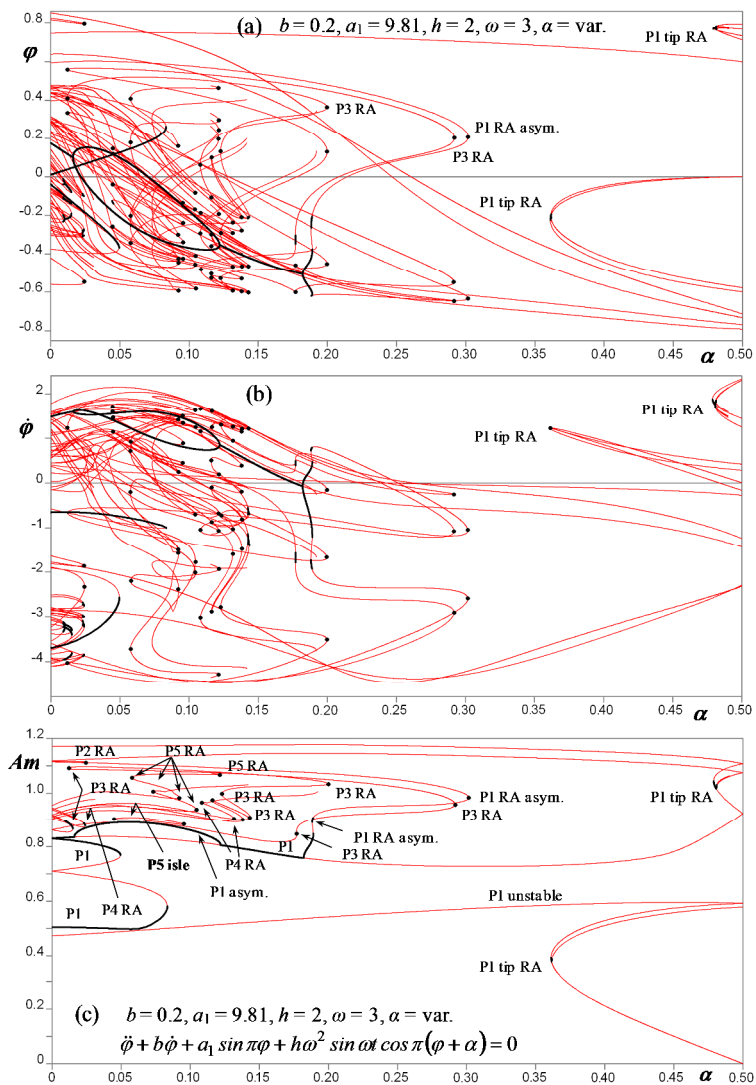 (a) b = 0.2, a1 = 9.81, h = 2, ω = 3, α = var.
P1 tip RA
0.8
φ
0.4
0.2
0
-0.2
-0.4
-0.6
-0.8
P3 RA
P1 RA asym.
P3 RA
P1 tip RA
0 0.05 0.10 0.15 0.20 0.25 0.30 0.35 0.40 0.45 0.50
α
(b)
2
φ̇
1
0
-1
-2
-3
-4
P1 tip RA
P1 tip RA
0.00 0.05 0.10 0.15 0.20 0.25 0.30 0.35 0.40 0.45 0.50
α
1.2
Am
1.0
0.8
0.6
0.4
0.2
0
P2 RA
P5 RA
P5 RA
P3 RA
P3 RA
P3 RA
P3 RA
P1 RA asym.
P3 RA
P1 tip RA
P1
P5 isle
P4 RA
P1
P1 RA asym.
P3 RA
P4 RA
P1 asym.
P1
P1 unstable
P1 tip RA
(c) b = 0.2, a1 = 9.81, h = 2, ω = 3, α = var.
φ̈ + bφ̇ + a1 sin πφ + hω² sin ωt cos π(φ + α) = 0
0.00 0.05 0.10 0.15 0.20 0.25 0.30 0.35 0.40 0.45 0.50
α